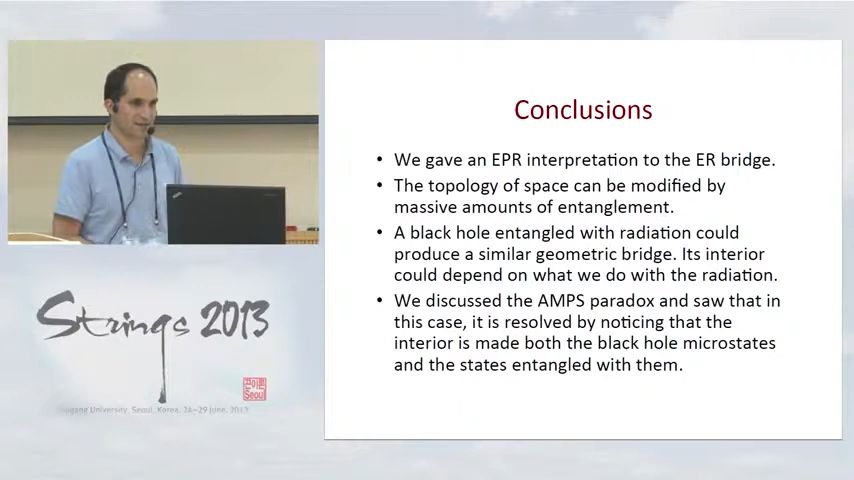 Conclusions
• We gave an EPR interpretation to the ER bridge.
• The topology of space can be modified by
massive amounts of entanglement.
• A black hole entangled with radiation could
produce a similar geometric bridge. Its interior
could depend on what we do with the radiation.
• We discussed the AMPS paradox and saw that in
this case, it is resolved by noticing that the
interior is made both the black hole microstates
and the states entangled with them.
Strings 2013
Seoul
University, Seoul, Korea, 24-29 June, 2013